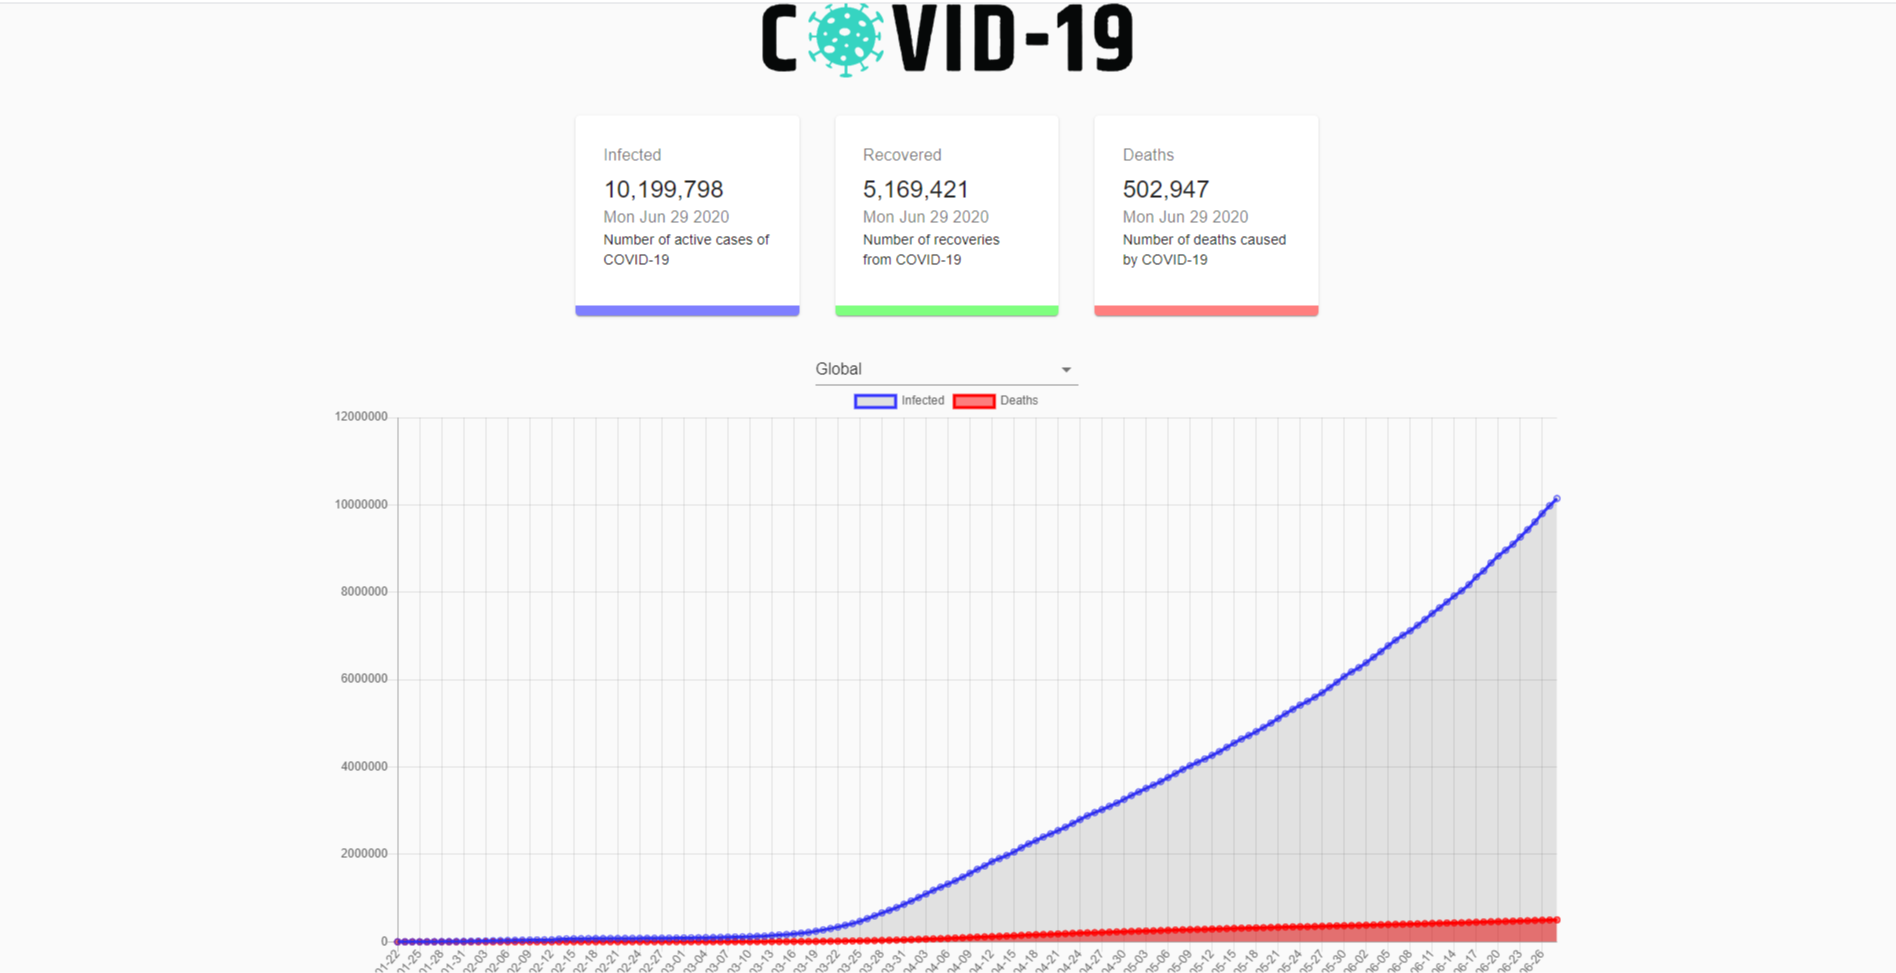 COVID-19
Infected
10,199,798
Mon Jun 29 2020
Number of active cases of
COVID-19
Recovered
5,169,421
Mon Jun 29 2020
Number of recoveries
from COVID-19
Deaths
502,947
Mon Jun 29 2020
Number of deaths caused
by COVID-19
Global
Infected Deaths
12000000
10000000
8000000
6000000
4000000
2000000
0
01-22 01-25 01-28 01-31 02-03 02-06 02-09 02-12 02-15 02-18 02-21 02-24 02-27 03-01 03-04 03-07 03-10 03-13 03-16 03-19 03-22 03-25 03-28 03-31 04-03 04-06 04-09 04-12 04-15 04-18 04-21 04-24 04-27 04-30 05-03 05-06 05-09 05-12 05-15 05-18 05-21 05-24 05-27 05-30 06-02 06-05 06-08 06-11 06-14 06-17 06-20 06-23 06-26